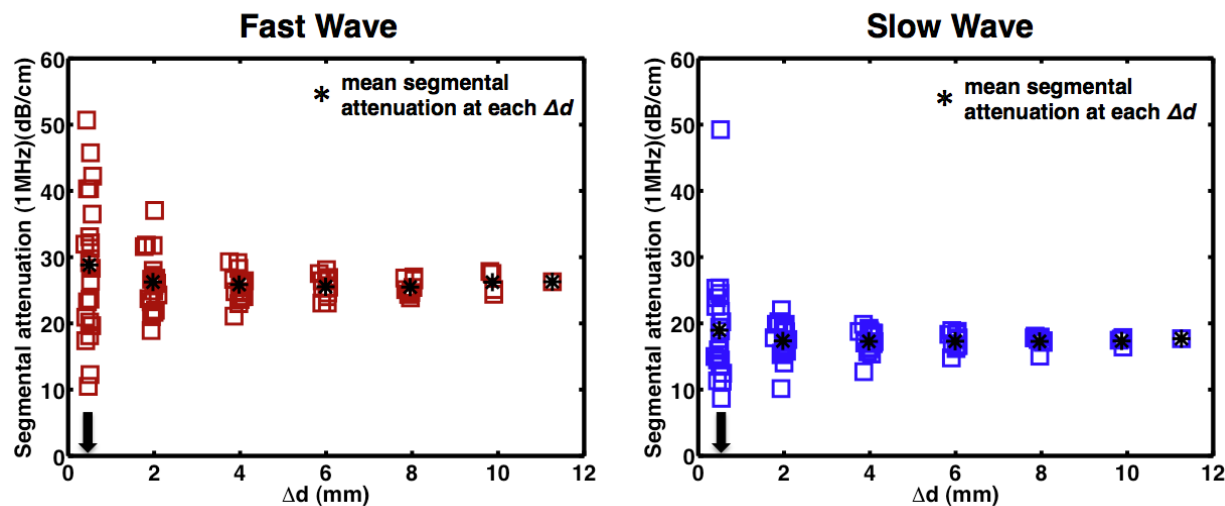 Fast Wave
Segmental attenuation (1MHz)(dB/cm)
60
50
40
30
20
10
0
* mean segmental
attenuation at each Δd
0 2 4 6 8 10 12
Δd (mm)
Slow Wave
Segmental attenuation (1MHz)(dB/cm)
60
50
40
30
20
10
0
* mean segmental
attenuation at each Δd
0 2 4 6 8 10 12
Δd (mm)